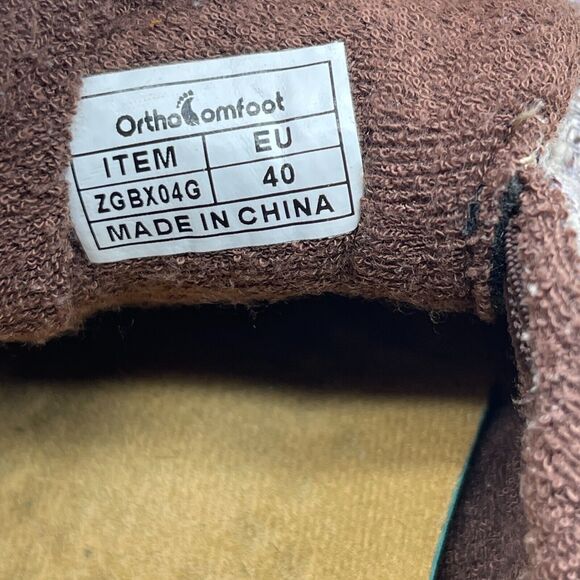 OrthoComfoot
ITEM EU
ZGBX04G 40
MADE IN CHINA